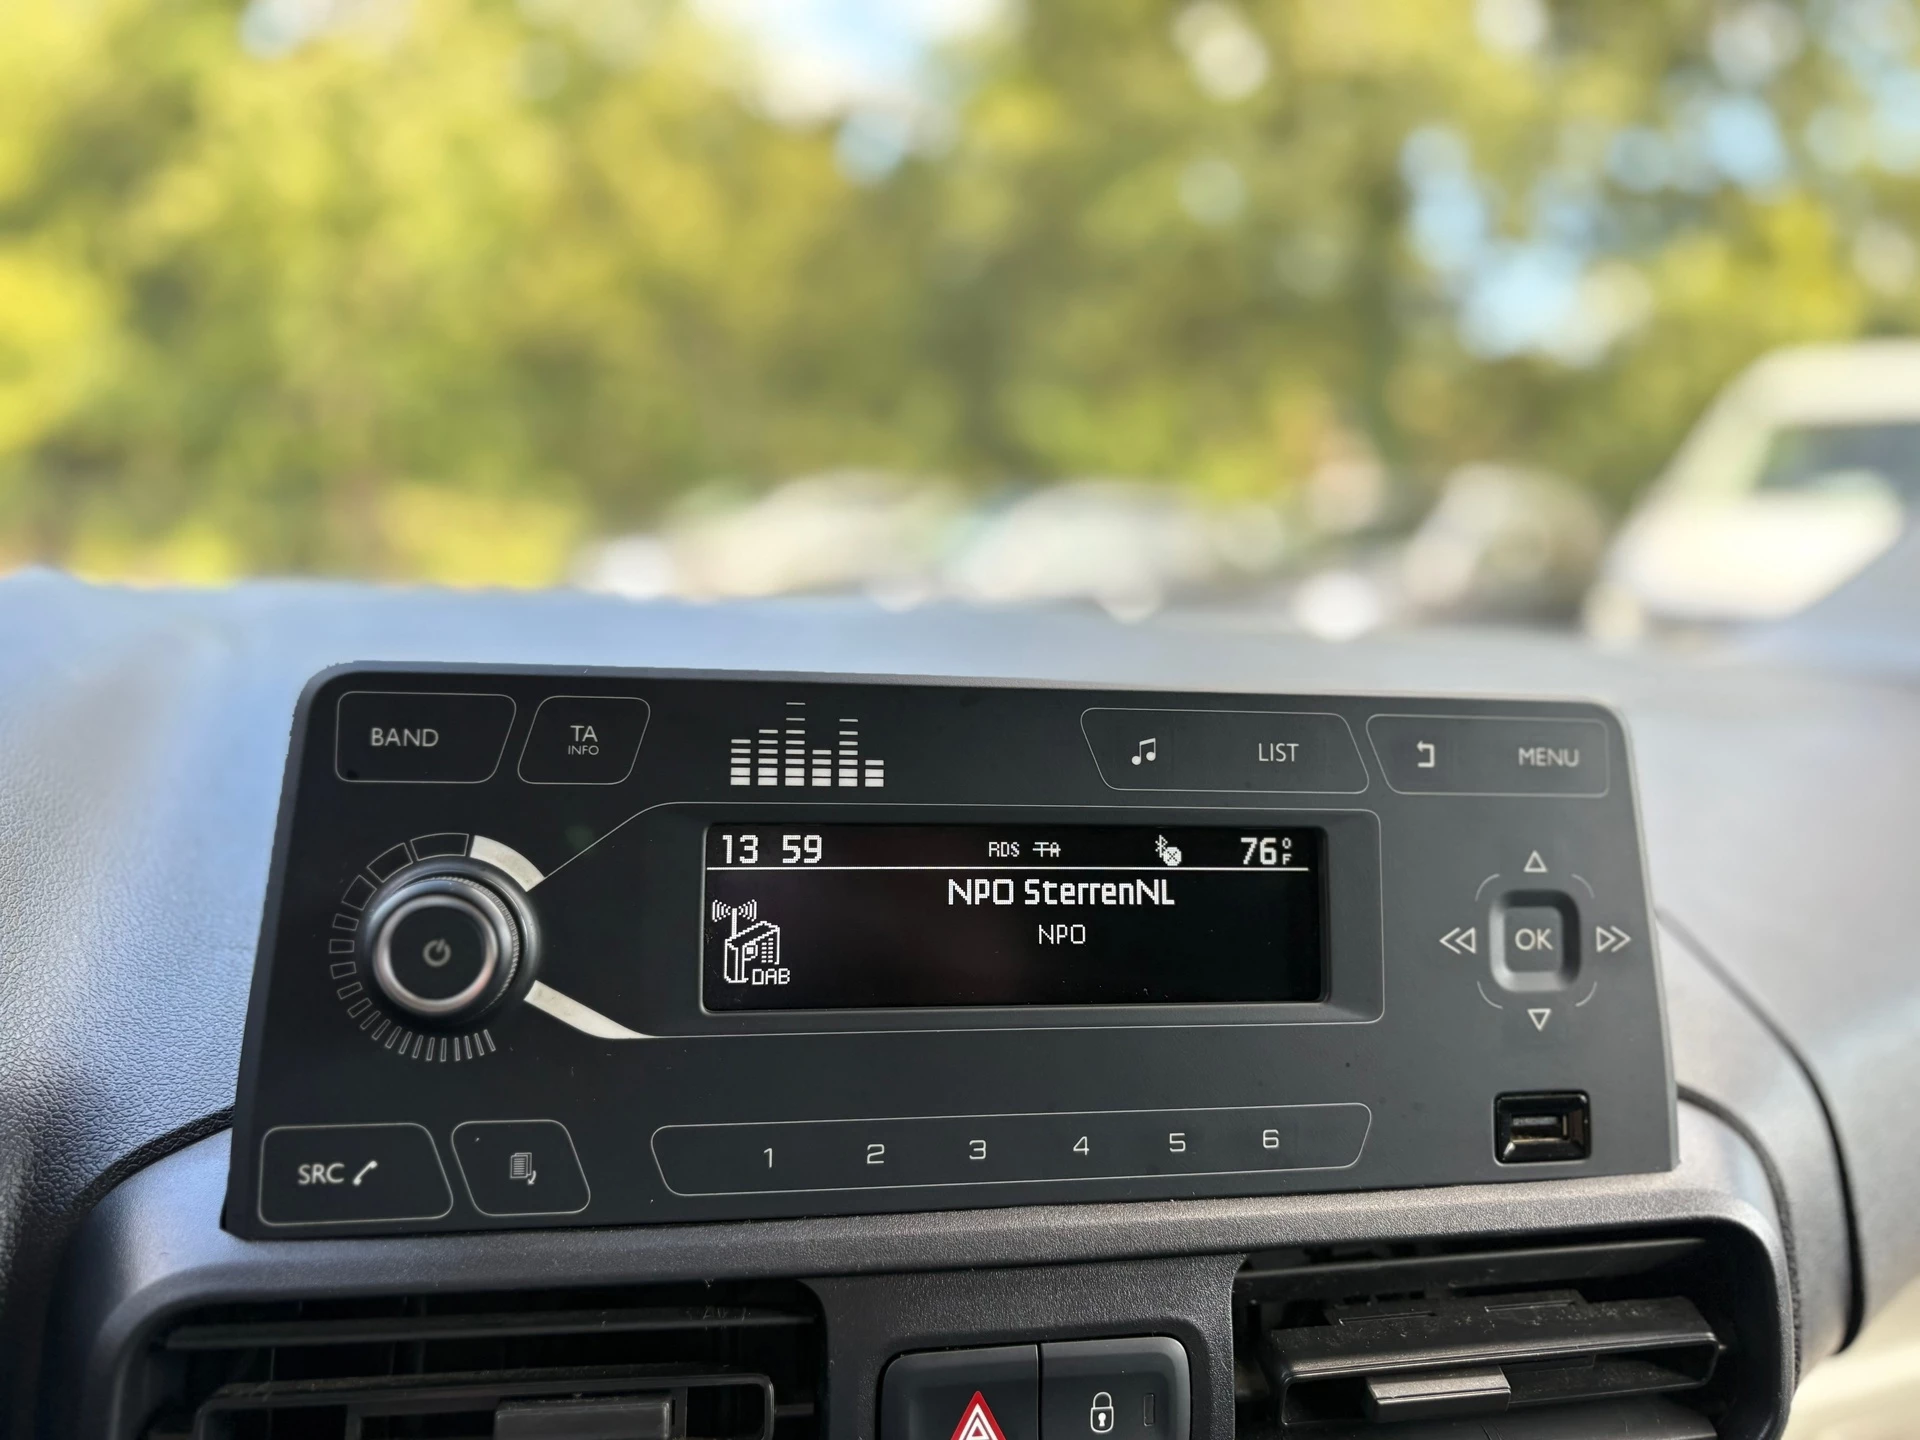 BAND
TA
INFO
LIST
MENU
13 59 RDS TA 76°F
NPO SterrenNL
NPO
DAB
OK
SRC
1 2 3 4 5 6